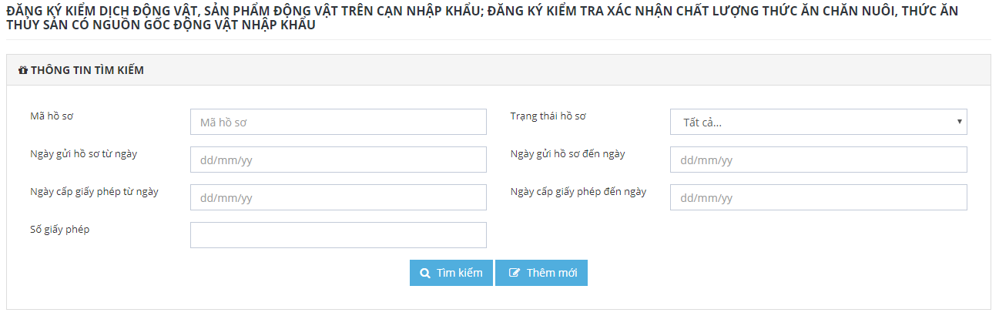 ĐĂNG KÝ KIỂM DỊCH ĐỘNG VẬT, SẢN PHẨM ĐỘNG VẬT TRÊN CẠN NHẬP KHẨU; ĐĂNG KÝ KIỂM TRA XÁC NHẬN CHẤT LƯỢNG THỨC ĂN CHĂN NUÔI, THỨC ĂN
THỦY SẢN CÓ NGUỒN GỐC ĐỘNG VẬT NHẬP KHẨU
THÔNG TIN TÌM KIẾM
Mã hồ sơ Mã hồ sơ Trạng thái hồ sơ Tất cả...
Ngày gửi hồ sơ từ ngày dd/mm/yy Ngày gửi hồ sơ đến ngày dd/mm/yy
Ngày cấp giấy phép từ ngày dd/mm/yy Ngày cấp giấy phép đến ngày dd/mm/yy
Số giấy phép
Tìm kiếm Thêm mới